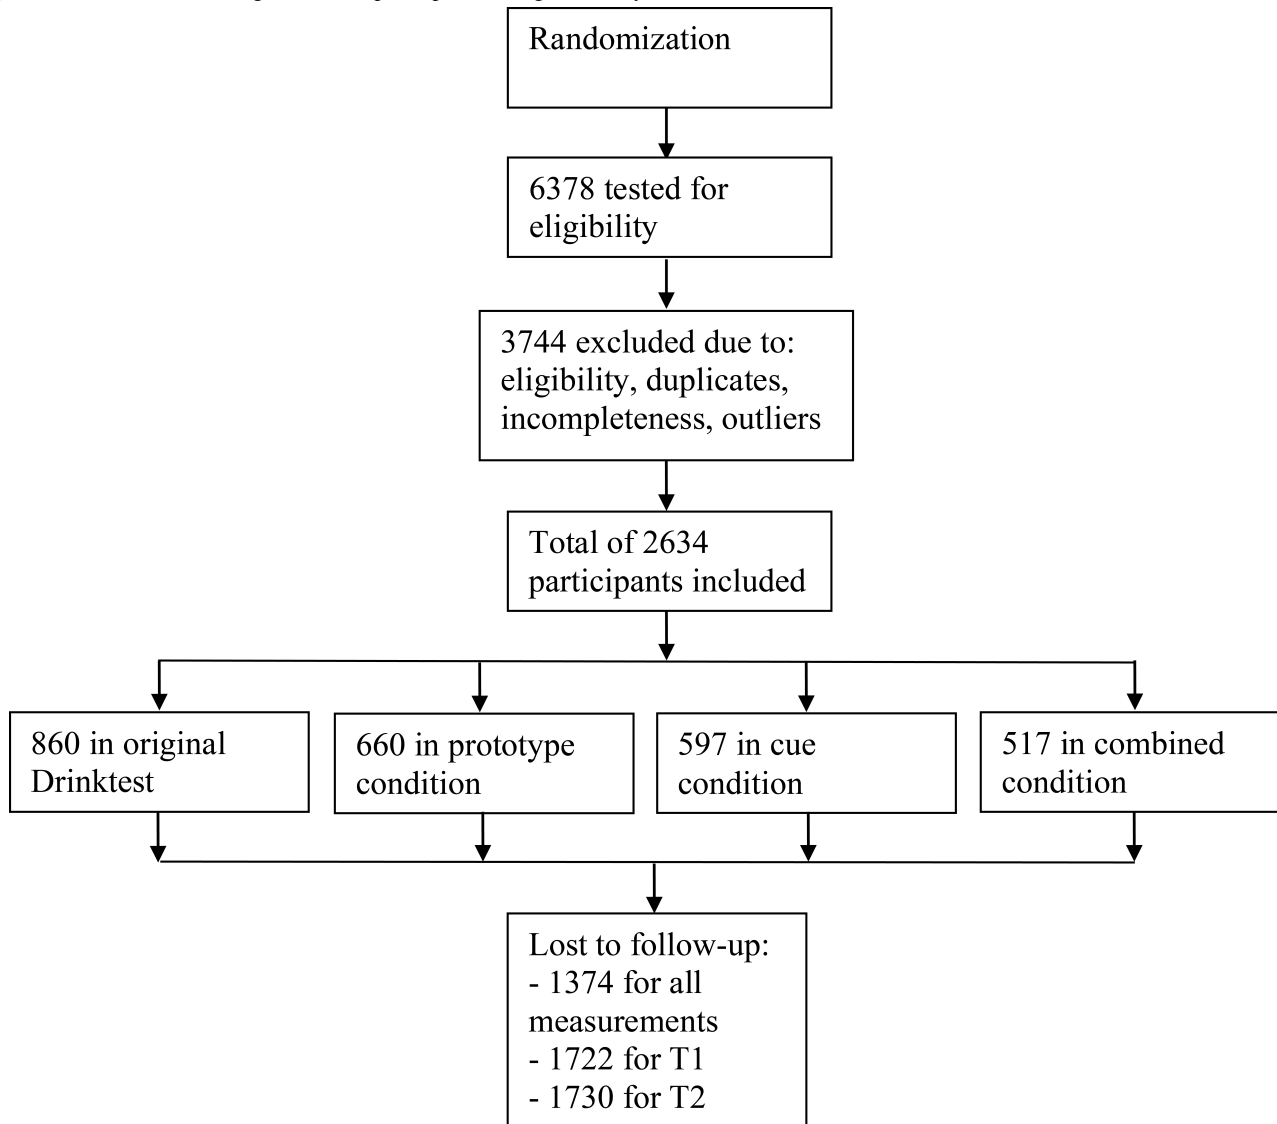 Randomization
6378 tested for
eligibility
3744 excluded due to:
eligibility, duplicates,
incompleteness, outliers
Total of 2634
participants included
860 in original
Drinktest
660 in prototype
condition
597 in cue
condition
517 in combined
condition
Lost to follow-up:
- 1374 for all
measurements
- 1722 for T1
- 1730 for T2